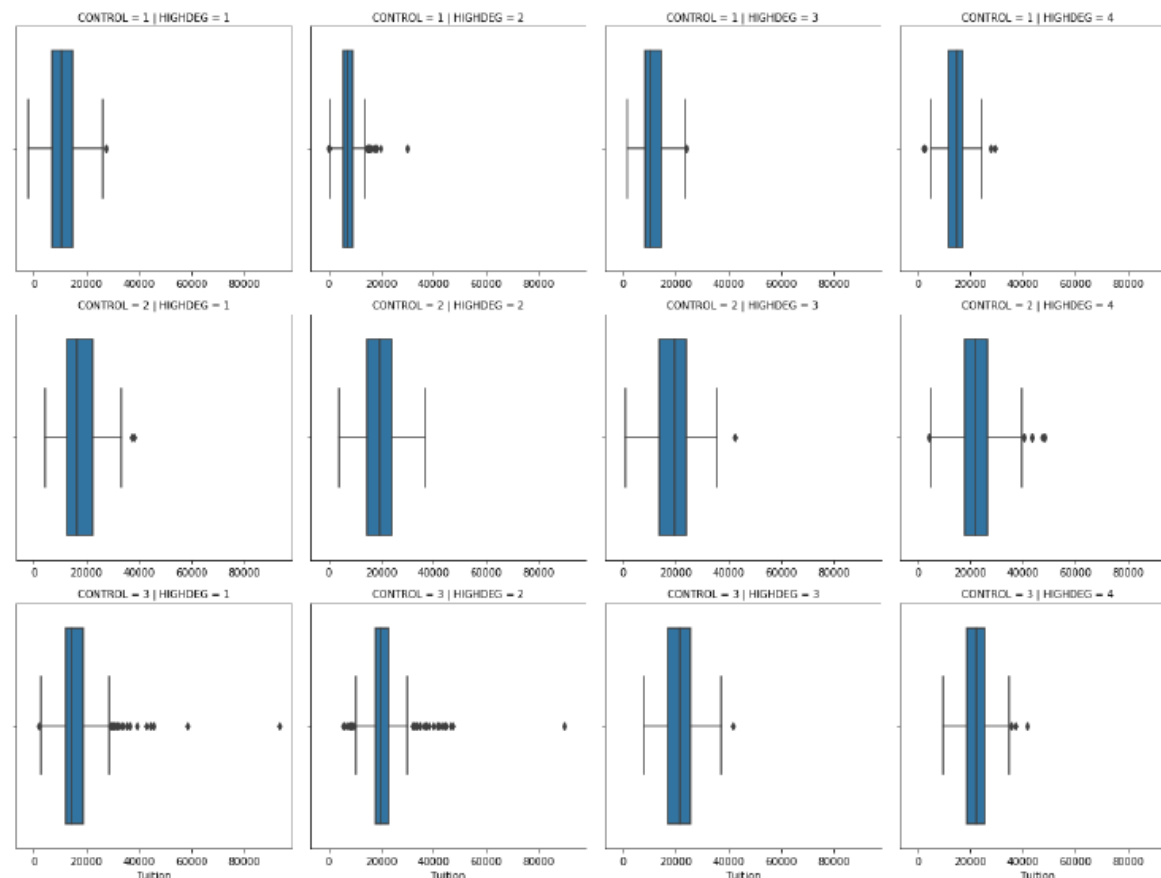 CONTROL = 1 | HIGHDEG = 1
CONTROL = 1 | HIGHDEG = 2
CONTROL = 1 | HIGHDEG = 3
CONTROL = 1 | HIGHDEG = 4
0 20000 40000 60000 80000
0 20000 40000 60000 80000
0 20000 40000 60000 80000
0 20000 40000 60000 80000
CONTROL = 2 | HIGHDEG = 1
CONTROL = 2 | HIGHDEG = 2
CONTROL = 2 | HIGHDEG = 3
CONTROL = 2 | HIGHDEG = 4
0 20000 40000 60000 80000
0 20000 40000 60000 80000
0 20000 40000 60000 80000
0 20000 40000 60000 80000
CONTROL = 3 | HIGHDEG = 1
CONTROL = 3 | HIGHDEG = 2
CONTROL = 3 | HIGHDEG = 3
CONTROL = 3 | HIGHDEG = 4
0 20000 40000 60000 80000
0 20000 40000 60000 80000
0 20000 40000 60000 80000
0 20000 40000 60000 80000
Tuition
Tuition
Tuition
Tuition